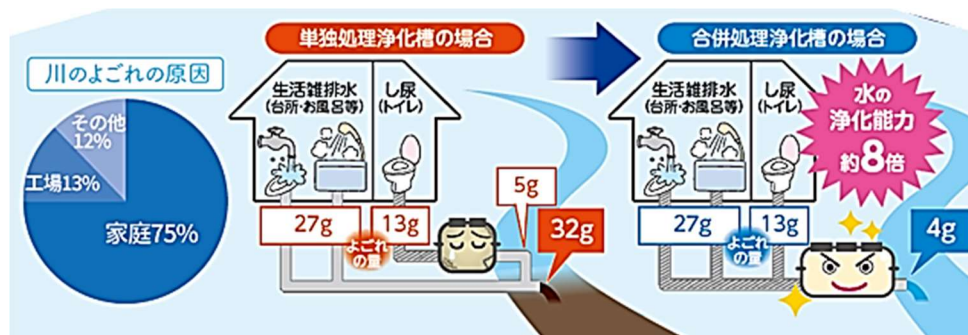 川のよごれの原因
その他
12%
工場13%
家庭75%
単独処理浄化槽の場合
生活雑排水
(台所・お風呂等)
し尿
(トイレ)
27g
13g
よごれ
の量
5g
32g
合併処理浄化槽の場合
生活雑排水
(台所・お風呂等)
し尿
(トイレ)
水の
浄化能力
約8倍
27g
13g
よごれ
の量
4g